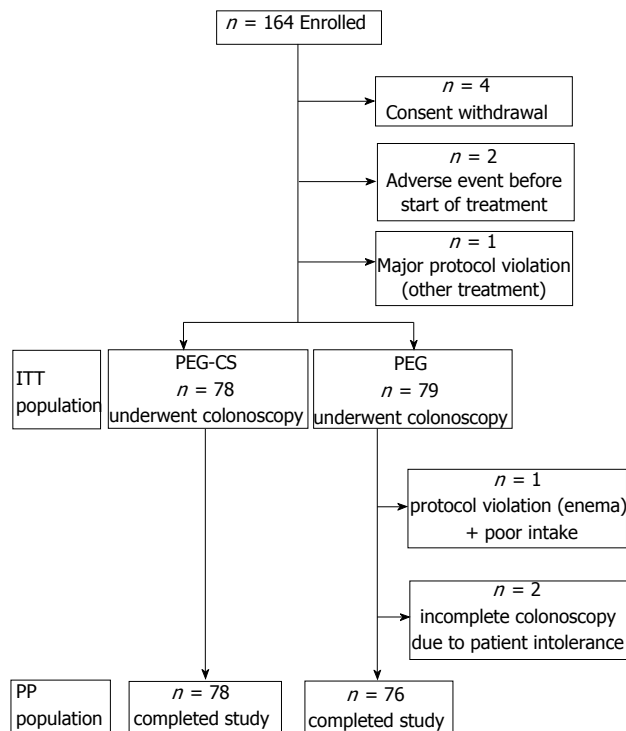 n = 164 Enrolled
n = 4
Consent withdrawal
n = 2
Adverse event before
start of treatment
n = 1
Major protocol violation
(other treatment)
ITT
population
PEG-CS
n = 78
underwent colonoscopy
PEG
n = 79
underwent colonoscopy
n = 1
protocol violation (enema)
+ poor intake
n = 2
incomplete colonoscopy
due to patient intolerance
PP
population
n = 78
completed study
n = 76
completed study